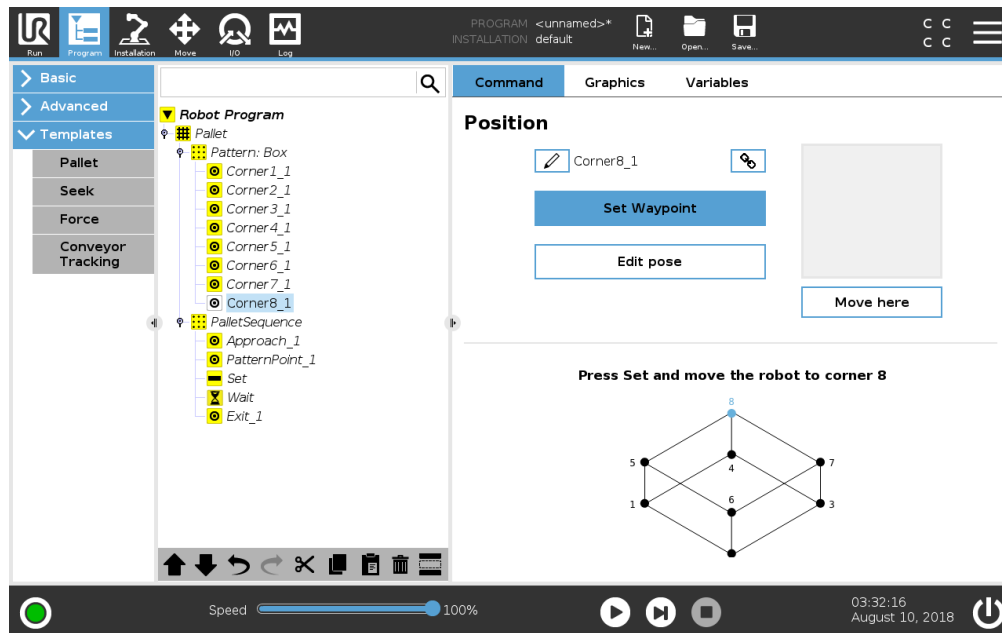 UR
Run
Program
Installation
Move
I/O
Log
PROGRAM <unnamed>*
INSTALLATION default
New...
Open...
Save...
C C
C C
Basic
Advanced
Templates
Pallet
Seek
Force
Conveyor
Tracking
Robot Program
Pallet
Pattern: Box
Corner1_1
Corner2_1
Corner3_1
Corner4_1
Corner5_1
Corner6_1
Corner7_1
Corner8_1
PalletSequence
Approach_1
PatternPoint_1
Set
Wait
Exit_1
Command Graphics Variables
Position
Corner8_1
Set Waypoint
Edit pose
Move here
Press Set and move the robot to corner 8
8
5
4
7
1
6
3
Speed 100%
03:32:16
August 10, 2018